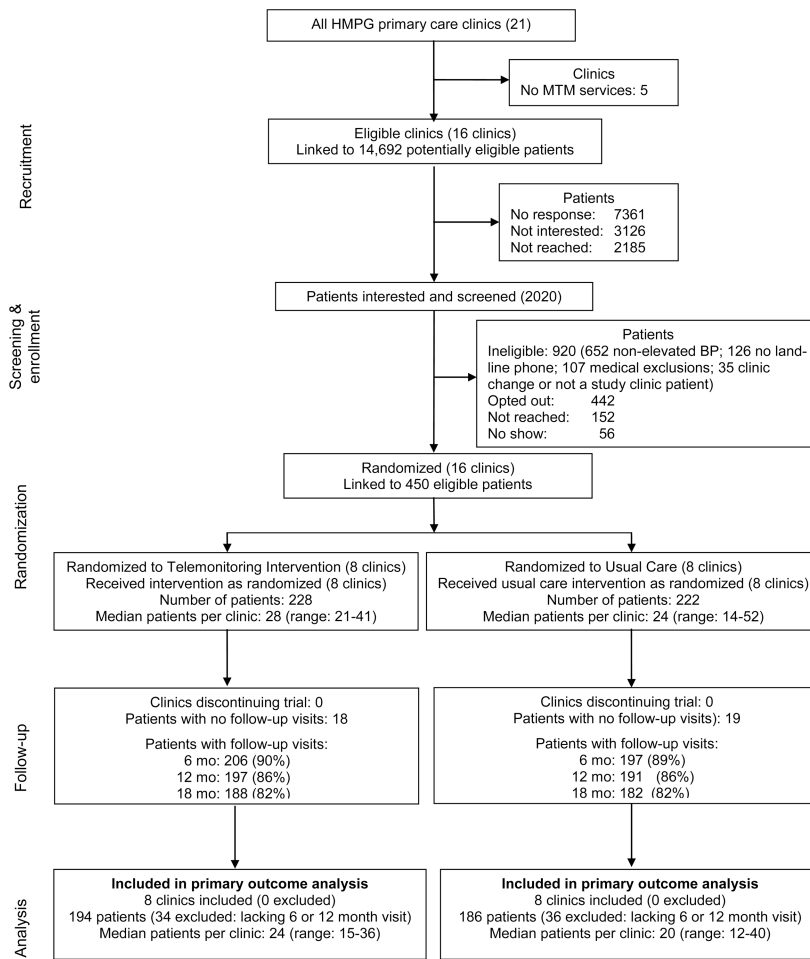 All HMPG primary care clinics (21)
Clinics
No MTM services: 5
Recruitment
Eligible clinics (16 clinics)
Linked to 14,692 potentially eligible patients
Patients
No response: 7361
Not interested: 3126
Not reached: 2185
Screening &
enrollment
Patients interested and screened (2020)
Patients
Ineligible: 920 (652 non-elevated BP; 126 no land-
line phone; 107 medical exclusions; 35 clinic
change or not a study clinic patient)
Opted out: 442
Not reached: 152
No show: 56
Randomized (16 clinics)
Linked to 450 eligible patients
Randomization
Randomized to Telemonitoring Intervention (8 clinics)
Received intervention as randomized (8 clinics)
Number of patients: 228
Median patients per clinic: 28 (range: 21-41)
Randomized to Usual Care (8 clinics)
Received usual care intervention as randomized (8 clinics)
Number of patients: 222
Median patients per clinic: 24 (range: 14-52)
Follow-up
Clinics discontinuing trial: 0
Patients with no follow-up visits: 18
Patients with follow-up visits:
6 mo: 206 (90%)
12 mo: 197 (86%)
18 mo: 188 (82%)
Clinics discontinuing trial: 0
Patients with no follow-up visits): 19
Patients with follow-up visits:
6 mo: 197 (89%)
12 mo: 191 (86%)
18 mo: 182 (82%)
Analysis
Included in primary outcome analysis
8 clinics included (0 excluded)
194 patients (34 excluded: lacking 6 or 12 month visit)
Median patients per clinic: 24 (range: 15-36)
Included in primary outcome analysis
8 clinics included (0 excluded)
186 patients (36 excluded: lacking 6 or 12 month visit)
Median patients per clinic: 20 (range: 12-40)